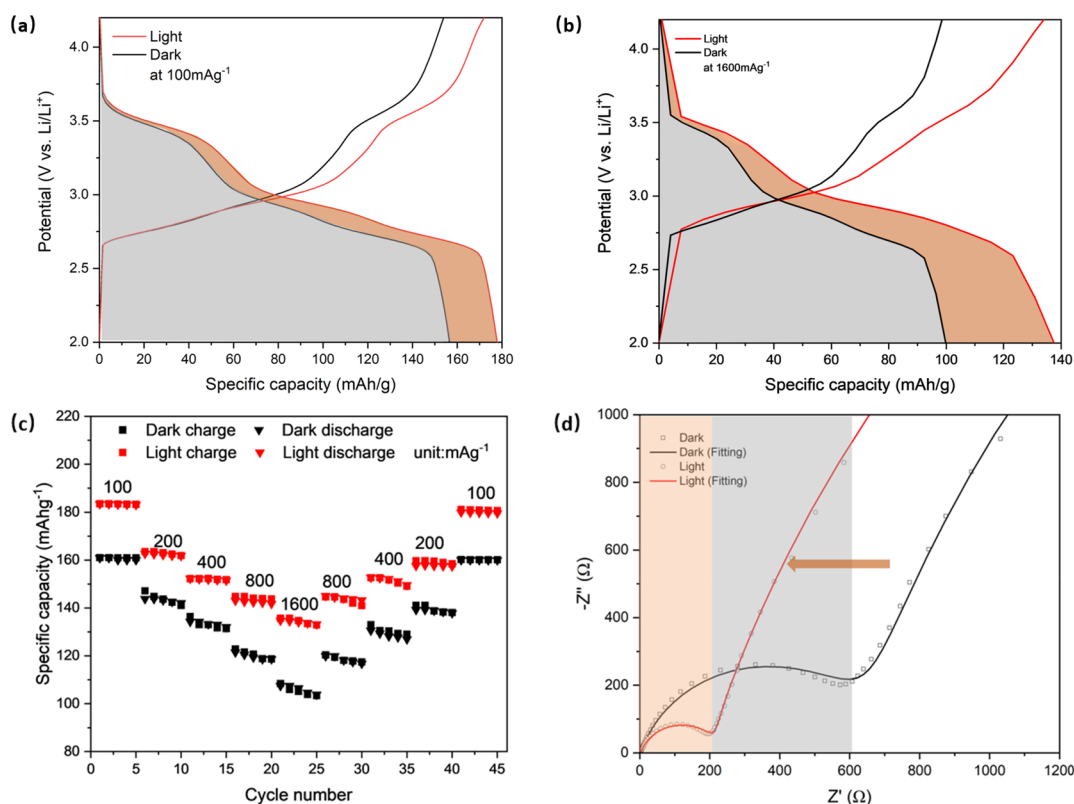 (a)
Light
Dark
at 100mAg⁻¹
Potential (V vs. Li/Li⁺)
4.0
3.5
3.0
2.5
2.0
0 20 40 60 80 100 120 140 160 180
Specific capacity (mAh/g)
(b)
Light
Dark
at 1600mAg⁻¹
Potential (V vs. Li/Li⁺)
4.0
3.5
3.0
2.5
2.0
0 20 40 60 80 100 120 140
Specific capacity (mAh/g)
(c)
Dark charge Dark discharge
Light charge Light discharge unit:mAg⁻¹
Specific capacity (mAhg⁻¹)
220
200
180
160
140
120
100
80
100
200
400
800
1600
800
400
200
100
0 5 10 15 20 25 30 35 40 45
Cycle number
(d)
Dark
Dark (Fitting)
Light
Light (Fitting)
-Z'' (Ω)
1000
800
600
400
200
0
0 200 400 600 800 1000 1200
Z' (Ω)